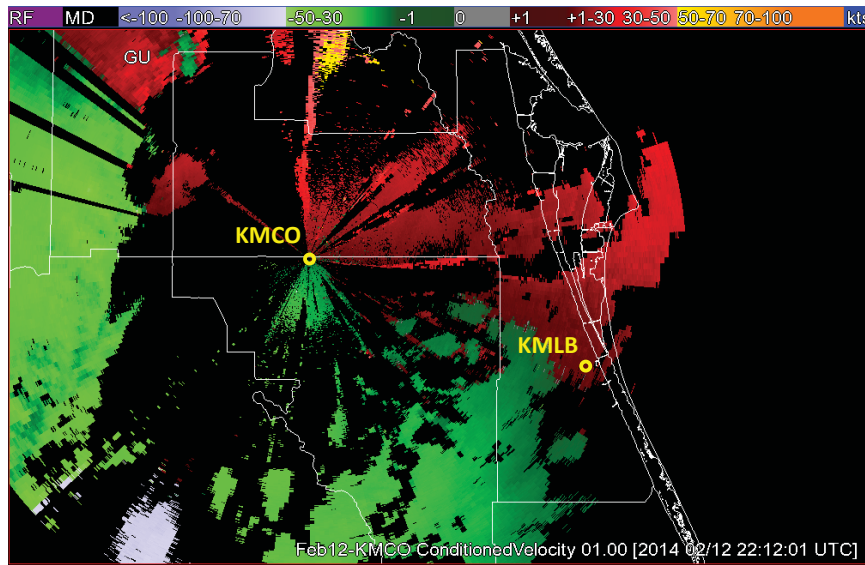 RF MD <-100 -100-70 -50-30 -1 0 +1 +1-30 30-50 50-70 70-100 kts
GU
KMCO
KMLB
Feb12-KMCO ConditionedVelocity 01.00 [2014 02/12 22:12:01 UTC]